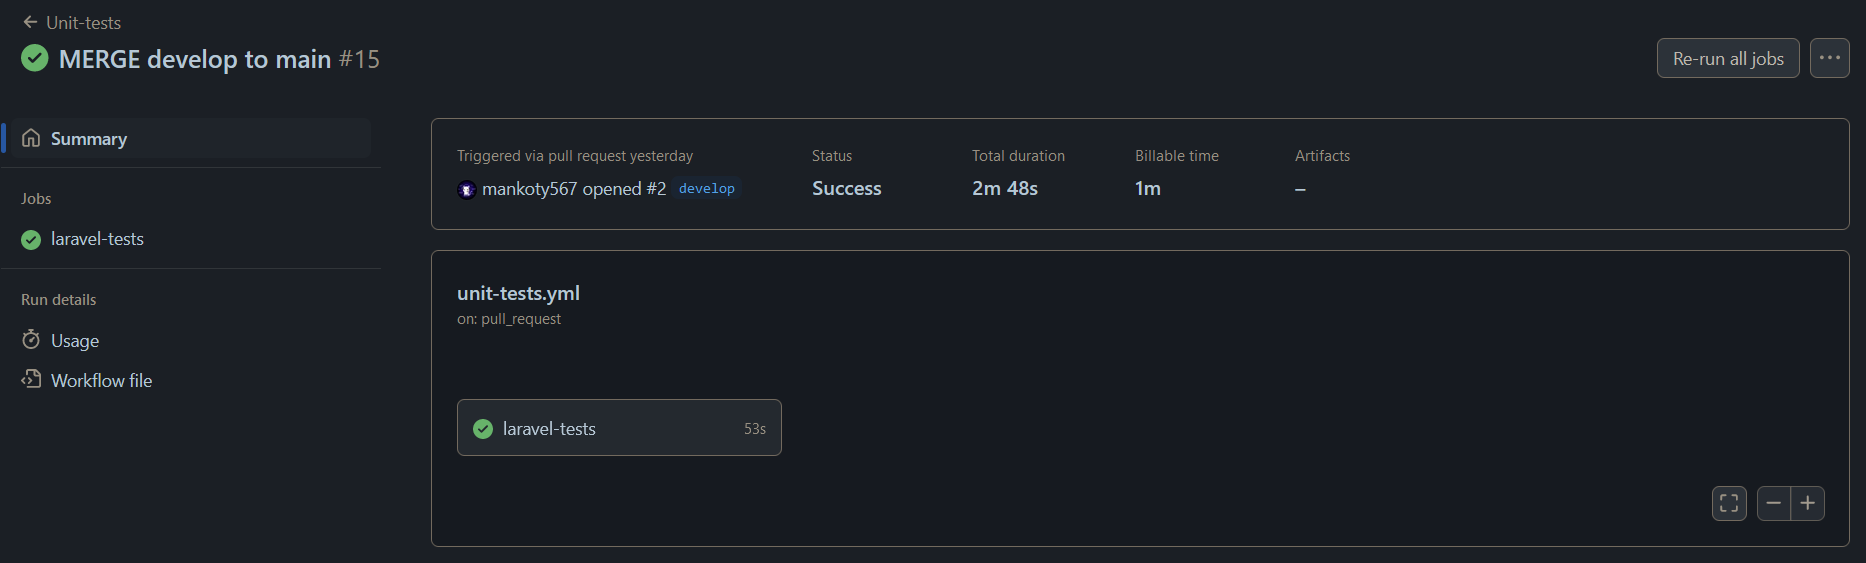 Unit-tests
MERGE develop to main #15
Re-run all jobs
Summary
Jobs
laravel-tests
Run details
Usage
Workflow file
Triggered via pull request yesterday
mankoty567 opened #2 develop
Status
Success
Total duration
2m 48s
Billable time
1m
Artifacts
–
unit-tests.yml
on: pull_request
laravel-tests 53s